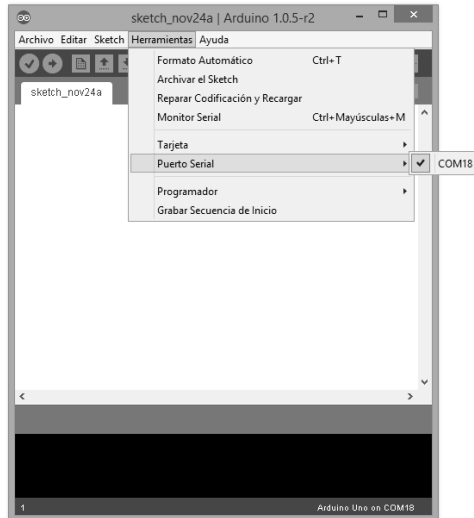 sketch_nov24a | Arduino 1.0.5-r2
Archivo Editar Sketch Herramientas Ayuda
sketch_nov24a
Formato Automático Ctrl+T
Archivar el Sketch
Reparar Codificación y Recargar
Monitor Serial Ctrl+Mayúsculas+M
Tarjeta
Puerto Serial
COM18
Programador
Grabar Secuencia de Inicio
1
Arduino Uno on COM18